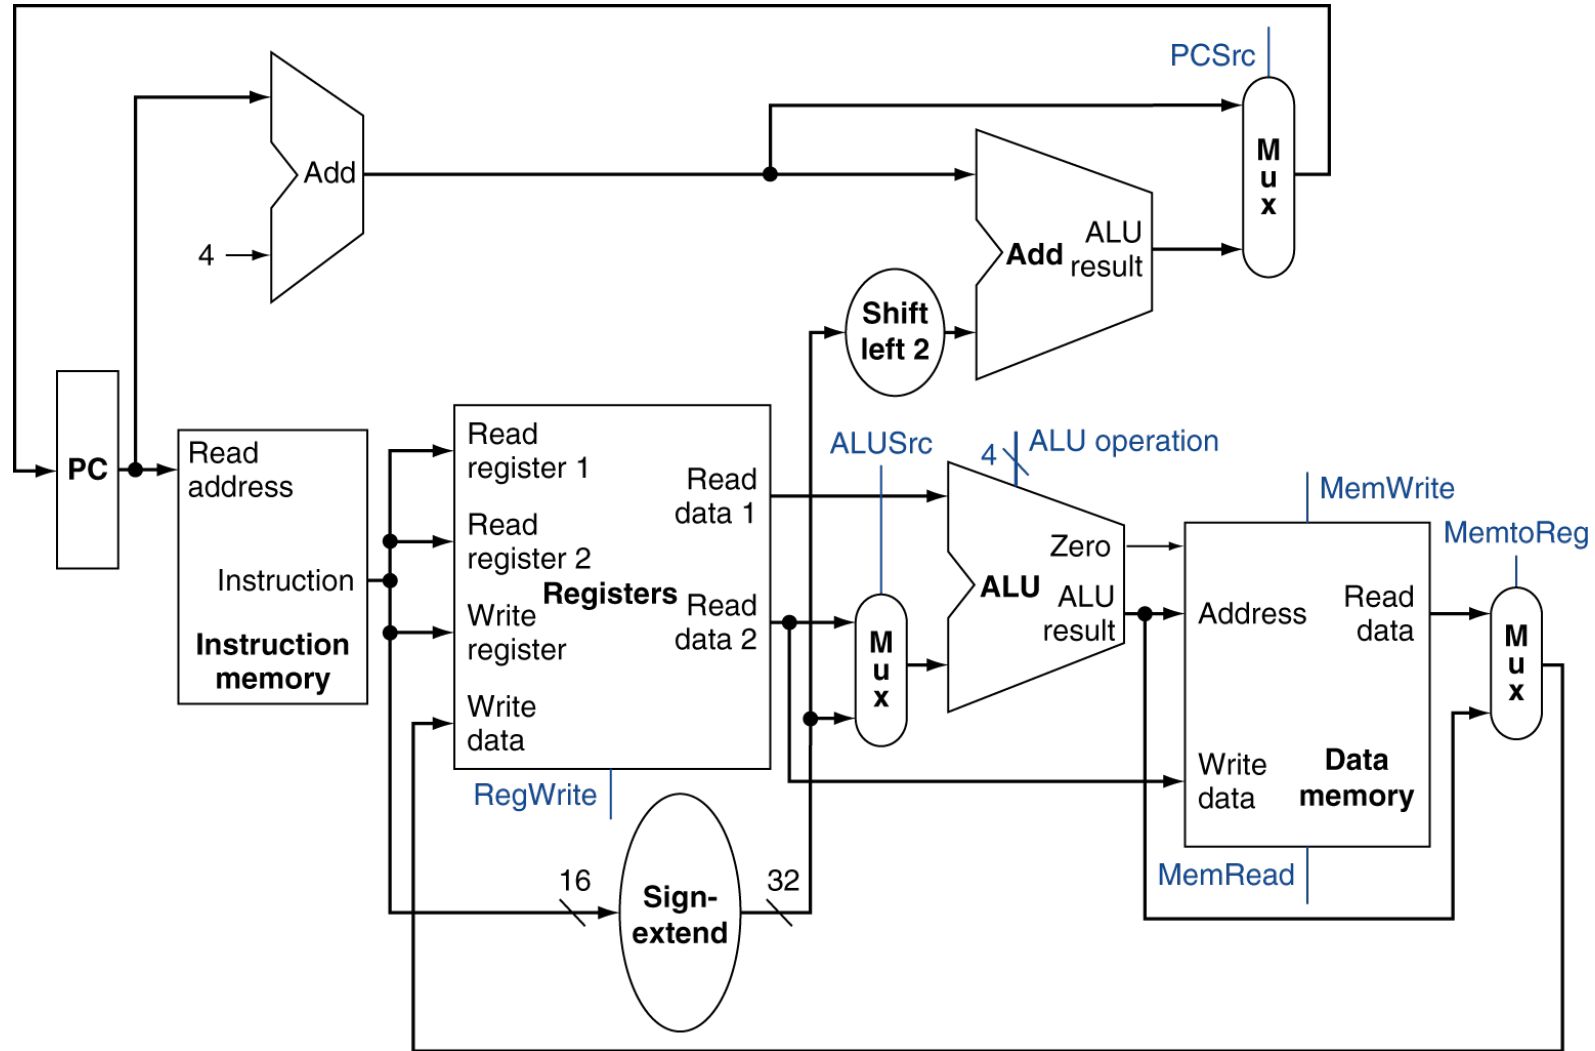 PCSrc
M
u
x
Add
4
ALU
Add
result
Shift
left 2
PC
Read
address
Instruction
Instruction
memory
Read
register 1
Read
register 2
Write
register
Write
data
Registers
Read
data 1
Read
data 2
RegWrite
16
Sign-
extend
32
ALUSrc
M
u
x
4
ALU operation
Zero
ALU
ALU
result
MemWrite
Address
Read
data
Write
data
Data
memory
MemRead
MemtoReg
M
u
x